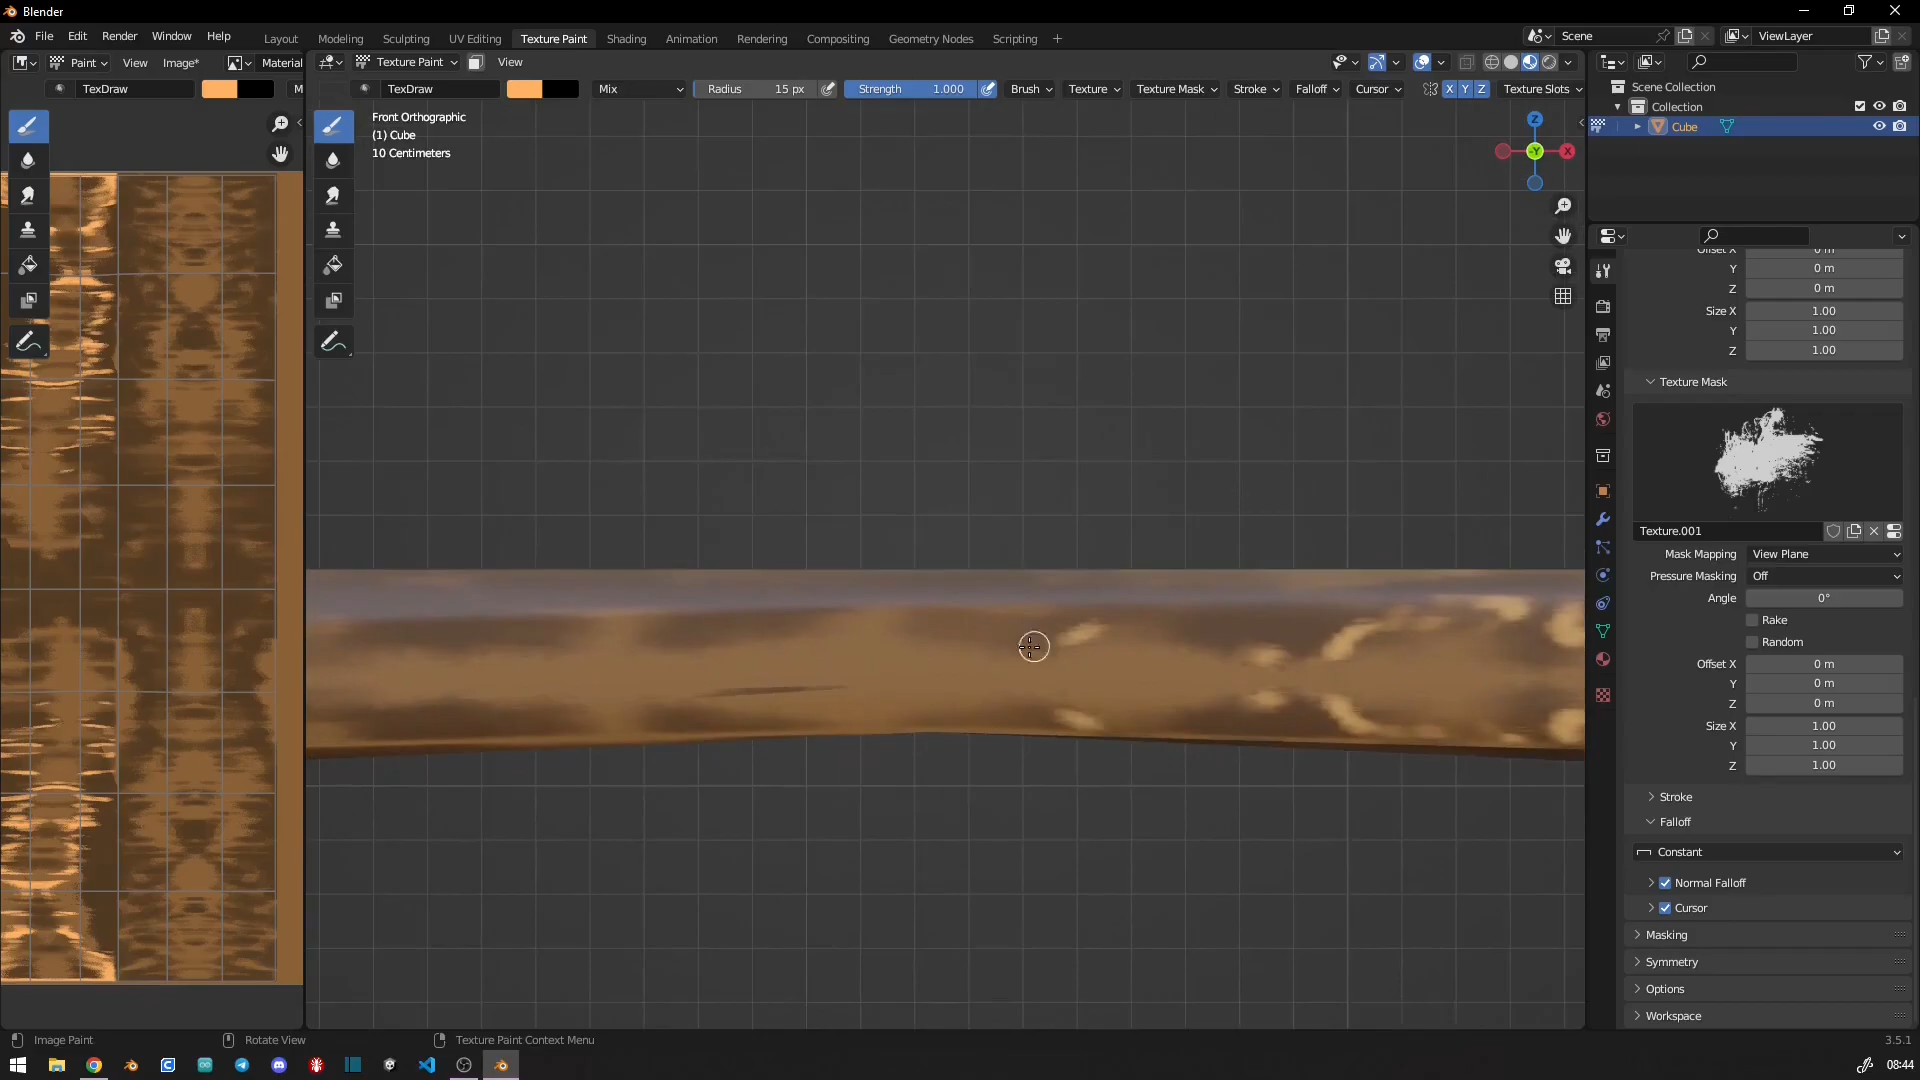 Blender
File Edit Render Window Help
Layout Modeling Sculpting UV Editing Texture Paint Shading Animation Rendering Compositing Geometry Nodes Scripting +
Scene
ViewLayer
Paint View Image* Material
Texture Paint View
TexDraw M
TexDraw Mix Radius 15 px Strength 1.000 Brush Texture Texture Mask Stroke Falloff Cursor X Y Z Texture Slots
Front Orthographic
(1) Cube
10 Centimeters
Z
-Y
X
Scene Collection
Collection
Cube
Offset X 0 m
Y 0 m
Z 0 m
Size X 1.00
Y 1.00
Z 1.00
Texture Mask
Texture.001
Mask Mapping View Plane
Pressure Masking Off
Angle 0°
Rake
Random
Offset X 0 m
Y 0 m
Z 0 m
Size X 1.00
Y 1.00
Z 1.00
Stroke
Falloff
Constant
Normal Falloff
Cursor
Masking
Symmetry
Options
Workspace
Image Paint Rotate View Texture Paint Context Menu 3.5.1
08:44